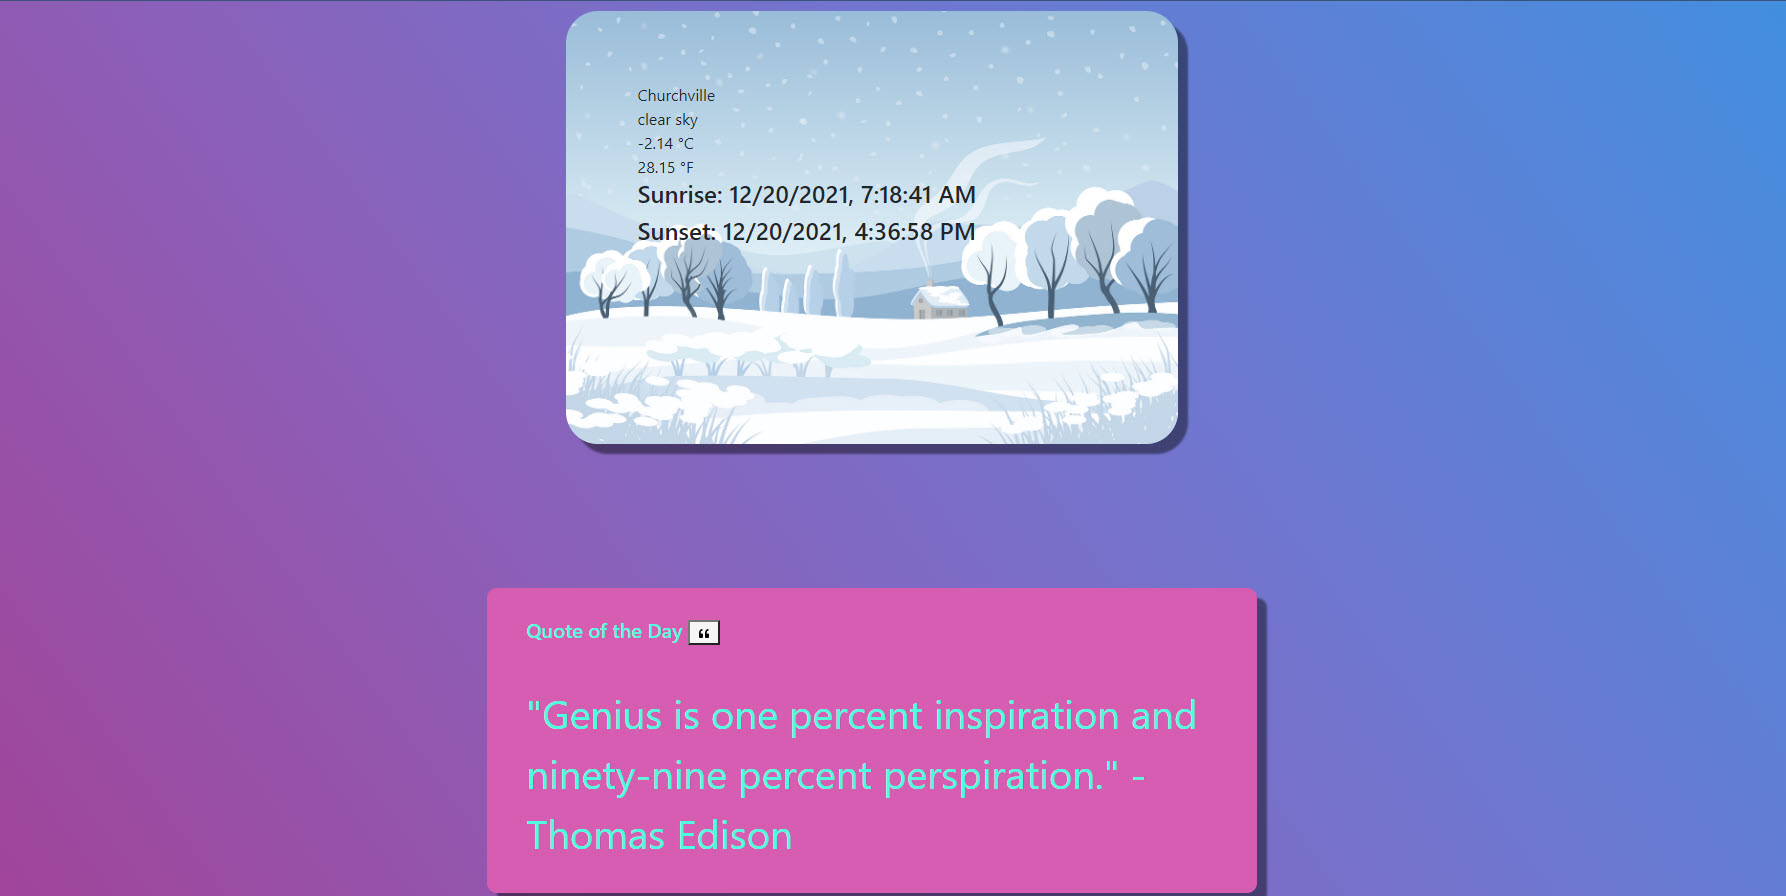 Churchville
clear sky
-2.14 °C
28.15 °F
Sunrise: 12/20/2021, 7:18:41 AM
Sunset: 12/20/2021, 4:36:58 PM
Quote of the Day “
"Genius is one percent inspiration and
ninety-nine percent perspiration." -
Thomas Edison